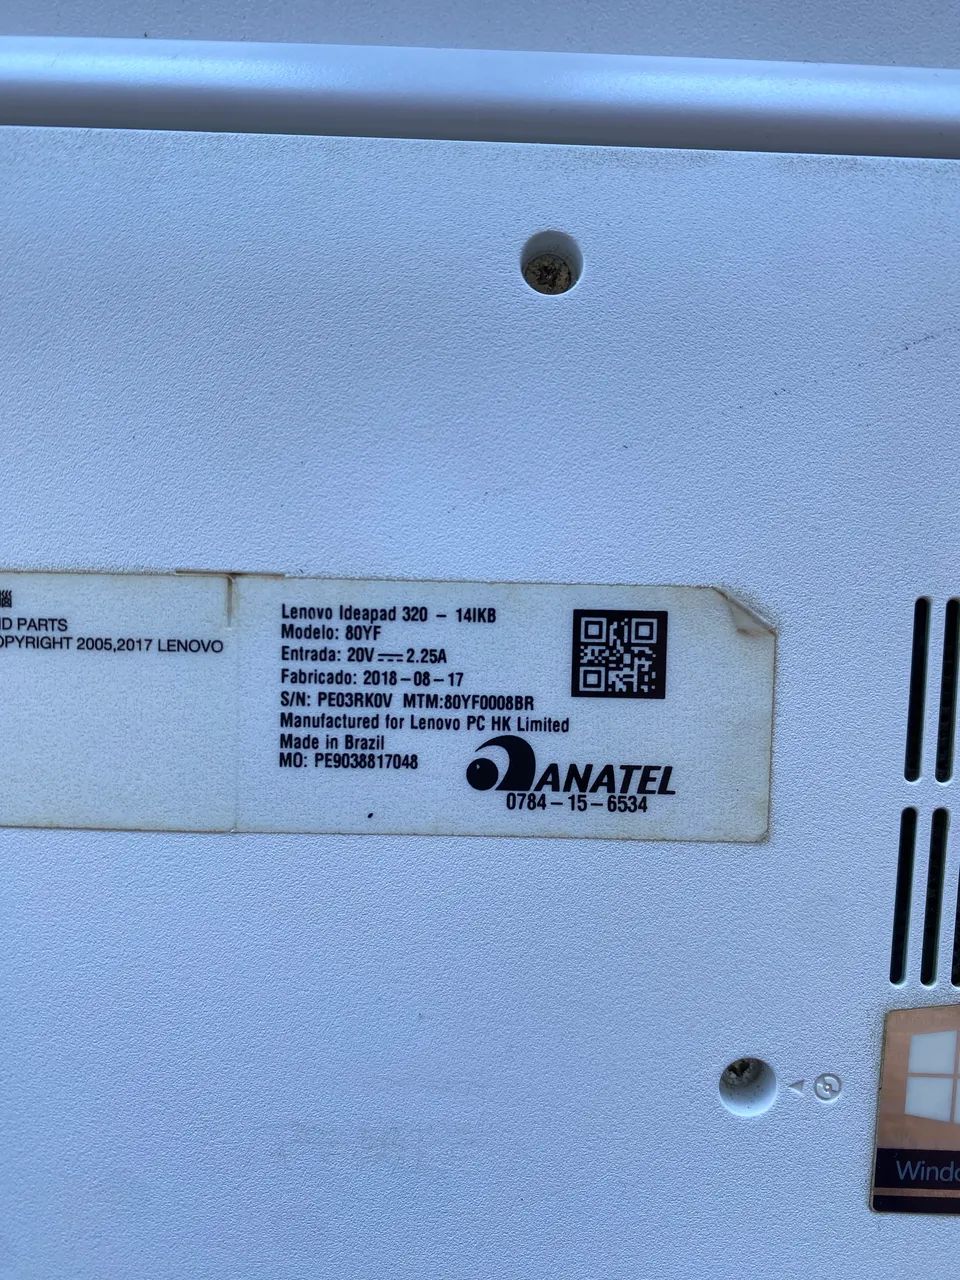 ND PARTS
OPYRIGHT 2005,2017 LENOVO
Lenovo Ideapad 320 - 14IKB
Modelo: 80YF
Entrada: 20V⎓2.25A
Fabricado: 2018-08-17
S/N: PE03RK0V MTM:80YF0008BR
Manufactured for Lenovo PC HK Limited
Made in Brazil
MO: PE9038817048
ANATEL
0784-15-6534
Windo